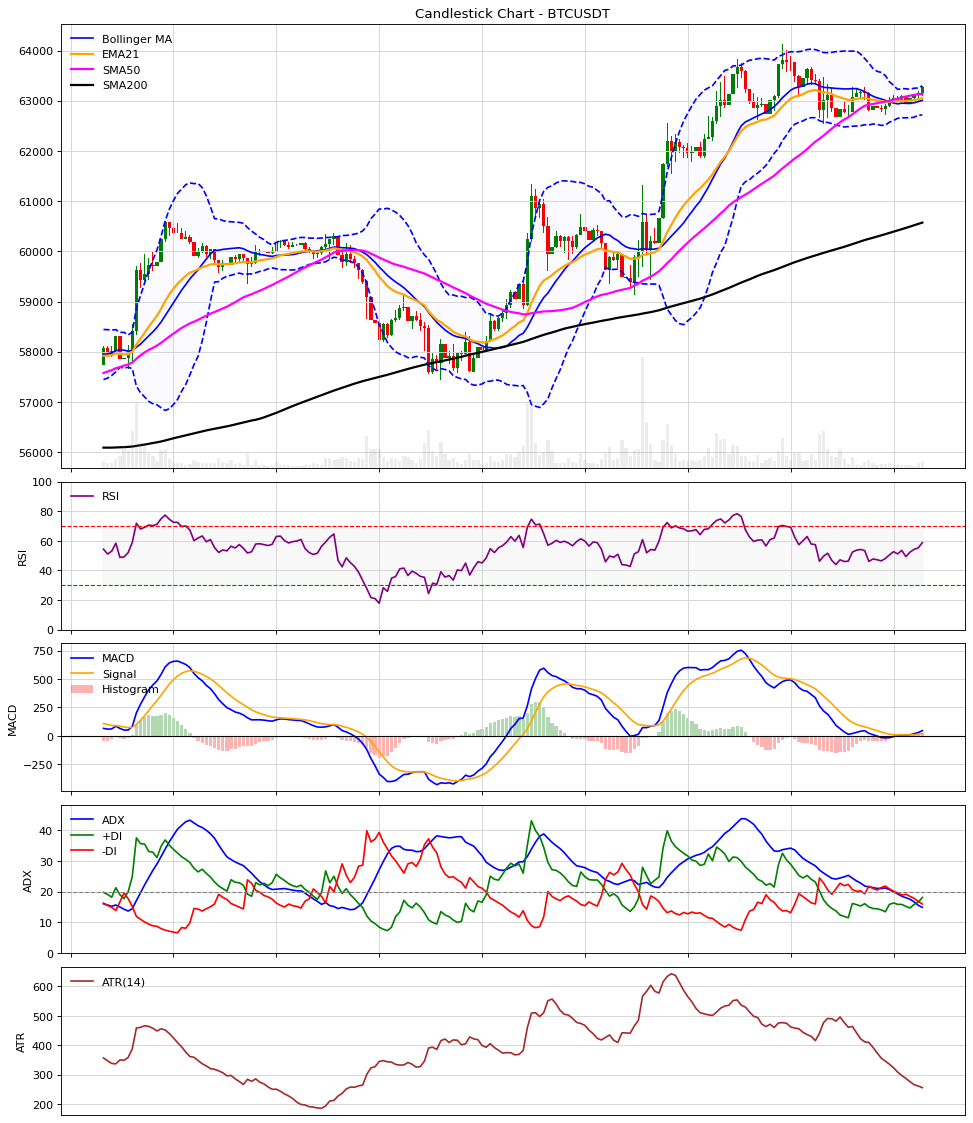 Candlestick Chart - BTCUSDT
Bollinger MA
EMA21
SMA50
SMA200
64000
63000
62000
61000
60000
59000
58000
57000
56000
RSI
RSI
100
80
60
40
20
0
MACD
Signal
Histogram
MACD
750
500
250
0
−250
ADX
+DI
-DI
ADX
40
30
20
10
0
ATR(14)
ATR
600
500
400
300
200